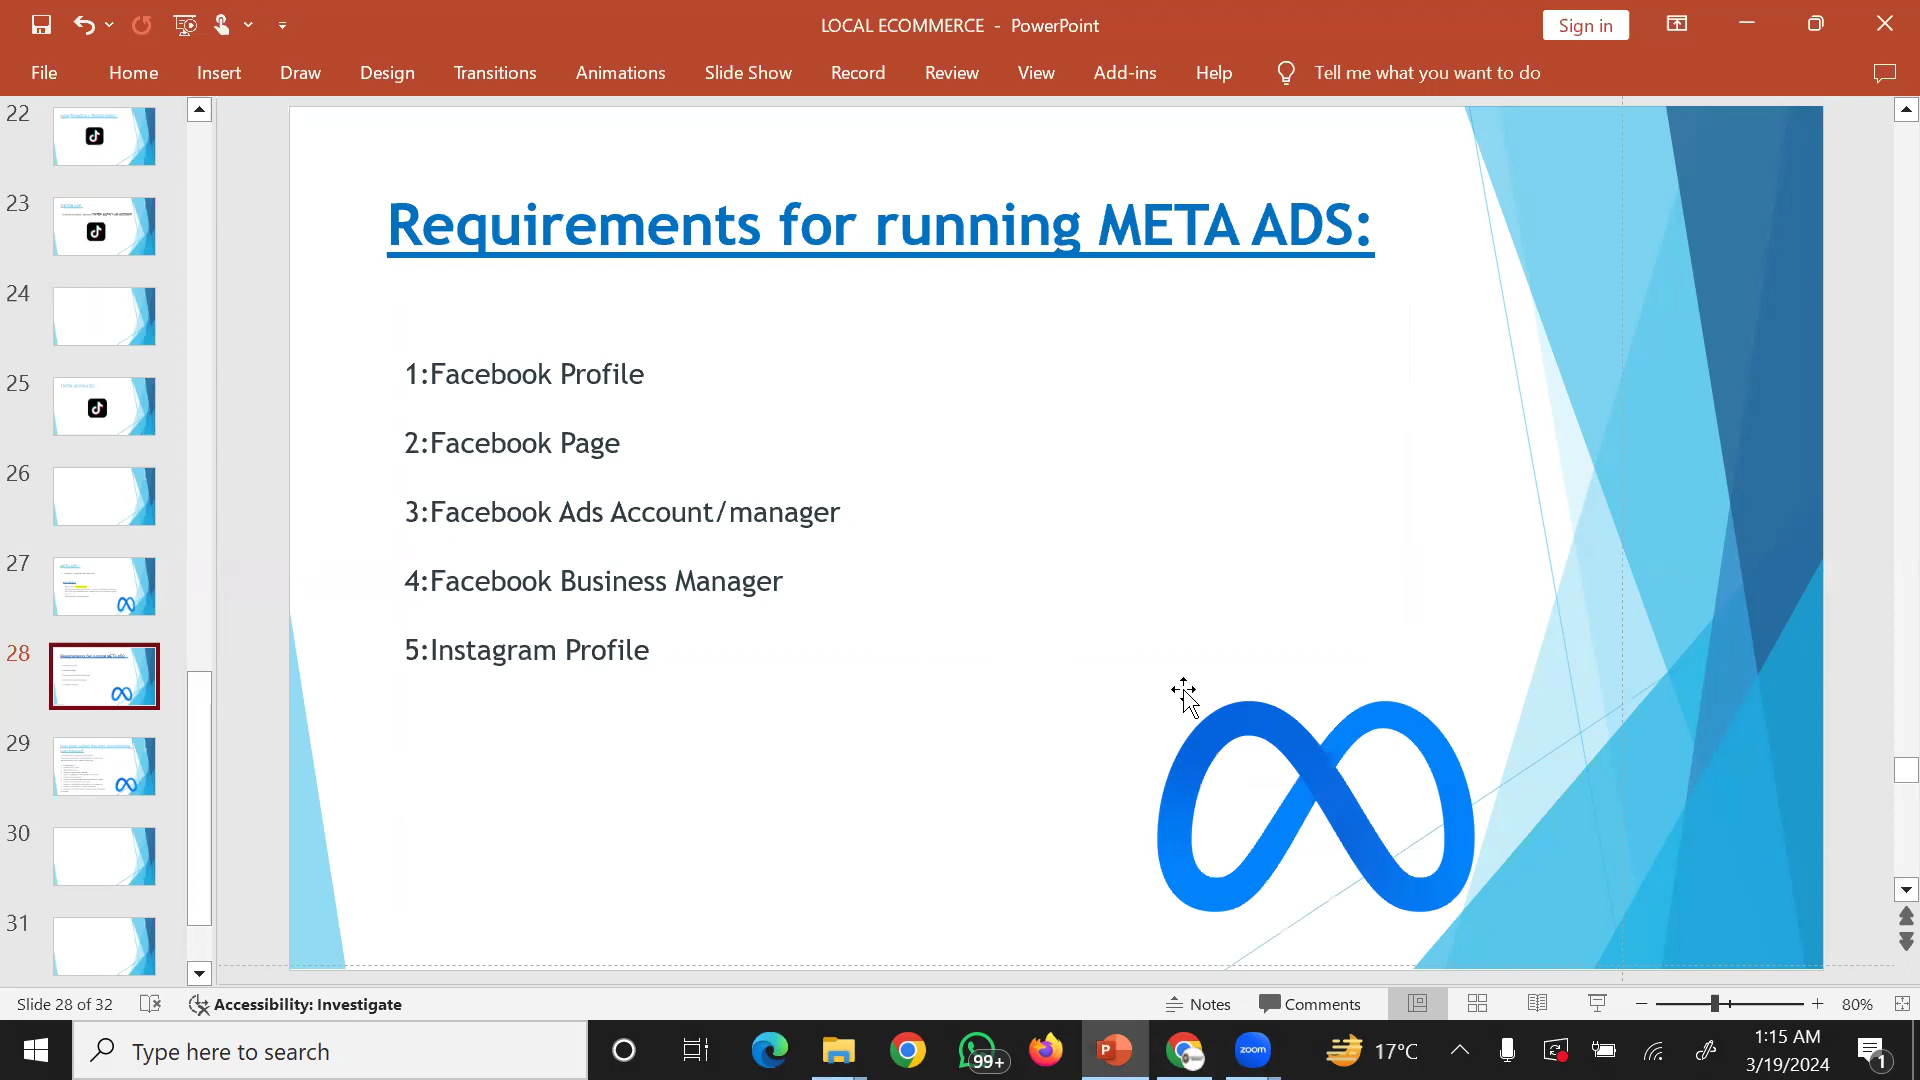 LOCAL ECOMMERCE - PowerPoint
Sign in
File Home Insert Draw Design Transitions Animations Slide Show Record Review View Add-ins Help Tell me what you want to do
22
23
24
25
26
27
28
29
30
31
Requirements for running META ADS:
1:Facebook Profile
2:Facebook Page
3:Facebook Ads Account/manager
4:Facebook Business Manager
5:Instagram Profile
Slide 28 of 32 Accessibility: Investigate Notes Comments 80%
Type here to search
99+
zoom
17°C
1:15 AM
3/19/2024
1